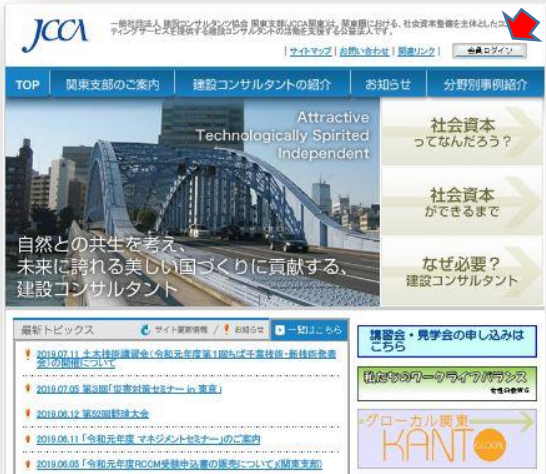 JCCA
一般社団法人 建設コンサルタンツ協会 関東支部(JCCA関東)は、関東圏における、社会資本整備を主体としたコ
ティングサービスを提供する建設コンサルタントの活動を支援する公益法人です。
| サイトマップ | お問い合わせ | 関連リンク |
会員ログイン
TOP 関東支部のご案内 建設コンサルタントの紹介 お知らせ 分野別事例紹介
Attractive
Technologically Spirited
Independent
自然との共生を考え、
未来に誇れる美しい国づくりに貢献する、
建設コンサルタント
社会資本
ってなんだろう?
社会資本
ができるまで
なぜ必要?
建設コンサルタント
最新トピックス サイト更新情報 / お知らせ 一覧はこちら
2019.07.11 土木技術講習会(令和元年度第1回ちば千葉技術・新技術発表
会)の開催について
2019.07.05 第3回「災害対策セミナー in 東京」
2019.06.12 第52回野球大会
2019.06.11 「令和元年度 マネジメントセミナー」のご案内
2019.06.05 「令和元年度RCCM受験申込書の販売について」(関東支部)
講習会・見学会の申し込みは
こちら
私たちのワークライフバランス
女性の会WG
グローカル関東
KANTO
GLOCAL